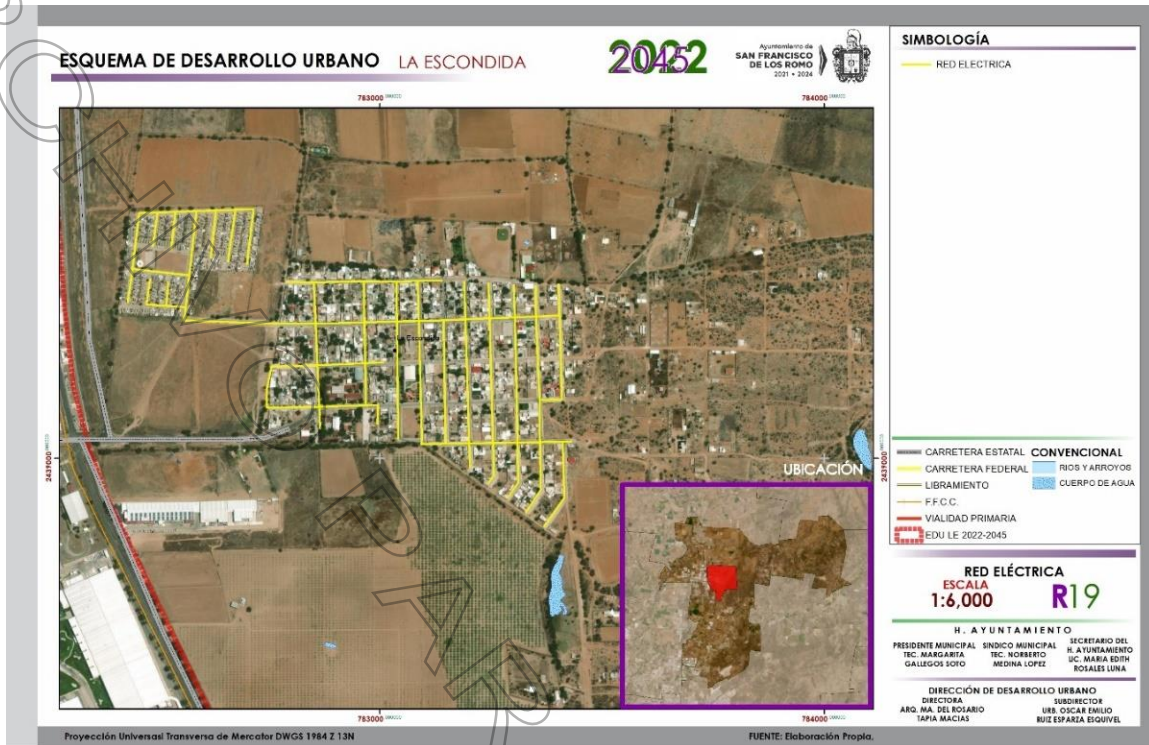 ESQUEMA DE DESARROLLO URBANO LA ESCONDIDA
2022
2045
Ayuntamiento de
SAN FRANCISCO
DE LOS ROMO
2021 • 2024
SIMBOLOGÍA
RED ELECTRICA
783000
784000
2439000
2439000
UBICACIÓN
783000
784000
CARRETERA ESTATAL
CARRETERA FEDERAL
LIBRAMIENTO
F.F.C.C.
VIALIDAD PRIMARIA
EDU LE 2022-2045
CONVENCIONAL
RIOS Y ARROYOS
CUERPO DE AGUA
RED ELÉCTRICA
ESCALA
1:6,000
R19
H. AYUNTAMIENTO
PRESIDENTE MUNICIPAL
TEC. MARGARITA
GALLEGOS SOTO
SINDICO MUNICIPAL
TEC. NORBERTO
MEDINA LOPEZ
SECRETARIO DEL
H. AYUNTAMIENTO
LIC. MARIA EDITH
ROSALES LUNA
DIRECCIÓN DE DESARROLLO URBANO
DIRECTORA
ARQ. MA. DEL ROSARIO
TAPIA MACIAS
SUBDIRECTOR
URB. OSCAR EMILIO
RUIZ ESPARZA ESQUIVEL
Proyección Universasl Transversa de Mercator DWGS 1984 Z 13N
FUENTE: Elaboración Propia.